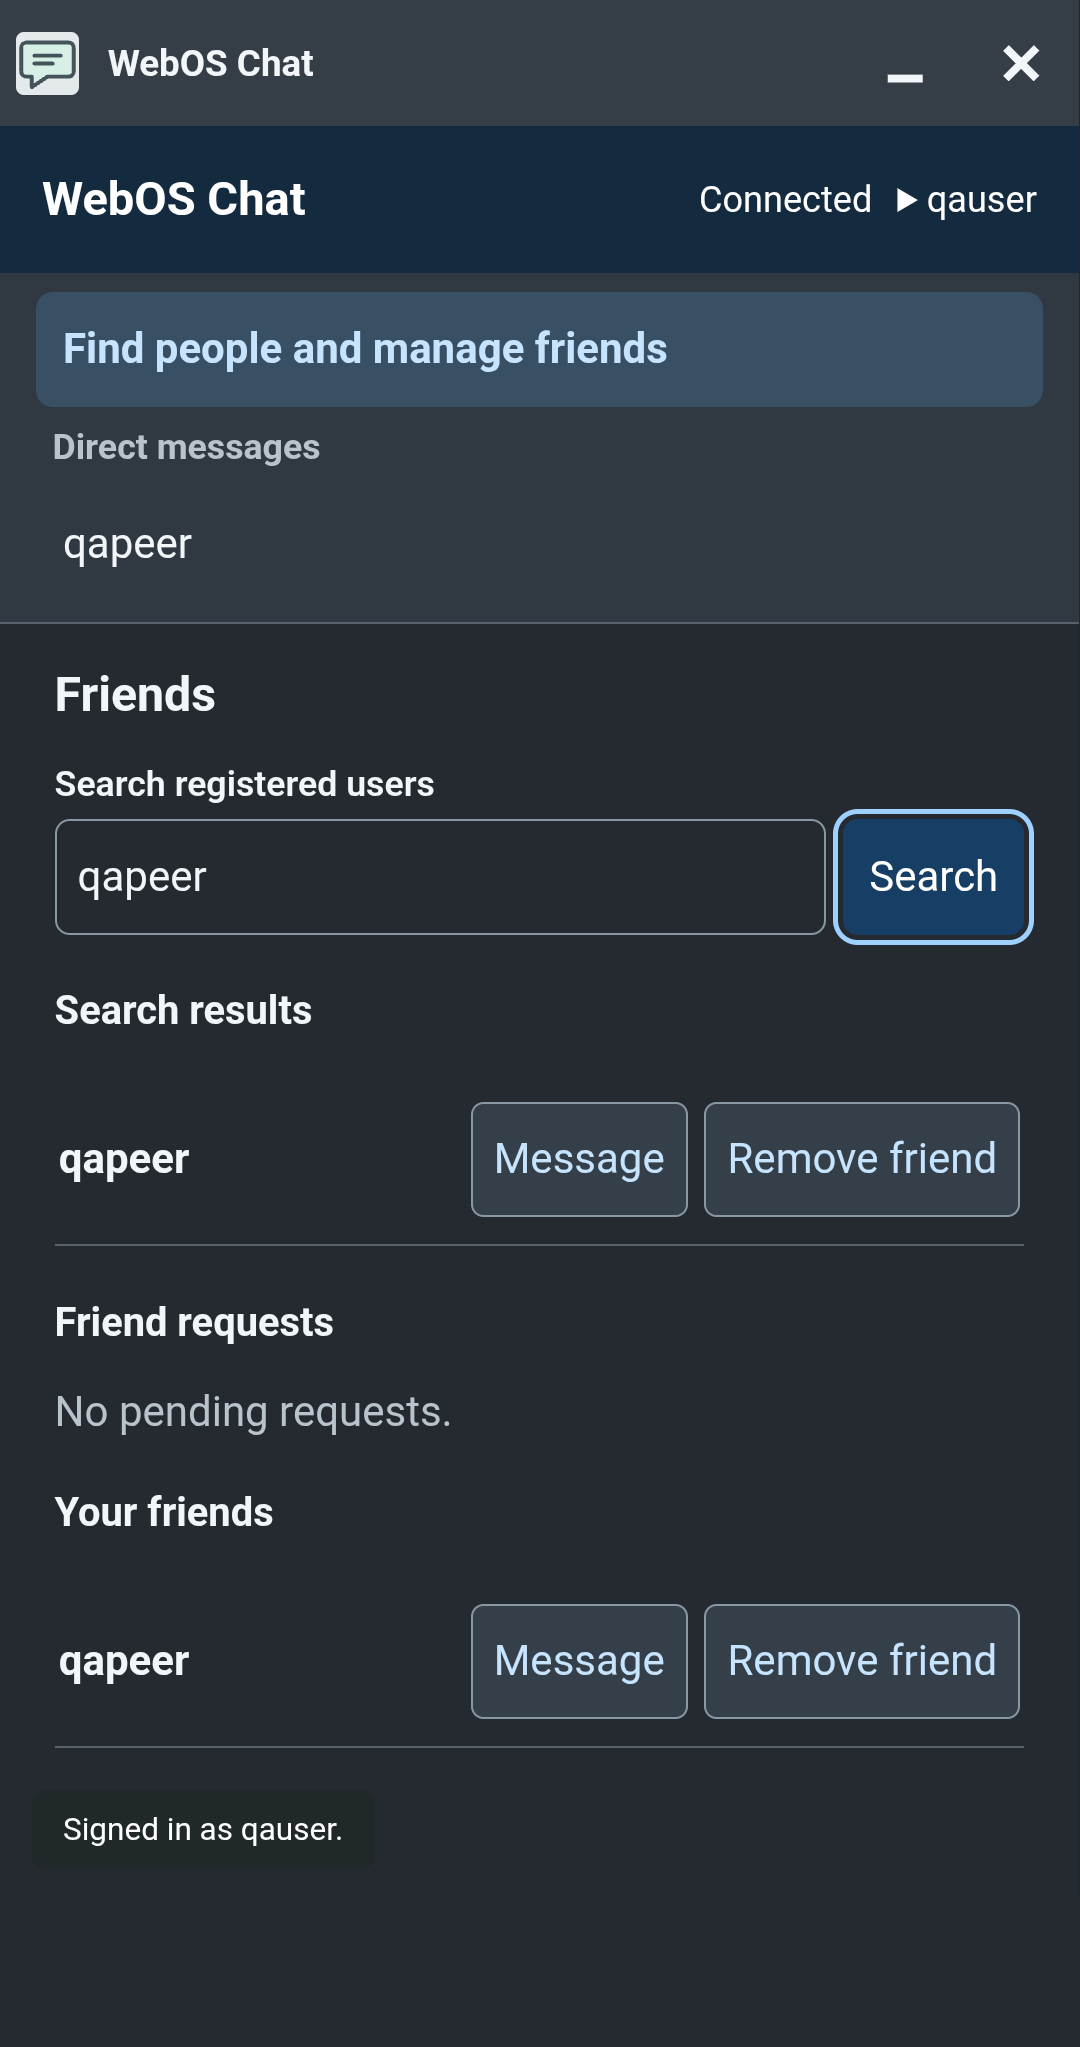 WebOS Chat
WebOS Chat
Connected ▶ qauser
Find people and manage friends
Direct messages
qapeer
Friends
Search registered users
qapeer Search
Search results
qapeer Message Remove friend
Friend requests
No pending requests.
Your friends
qapeer Message Remove friend
Signed in as qauser.